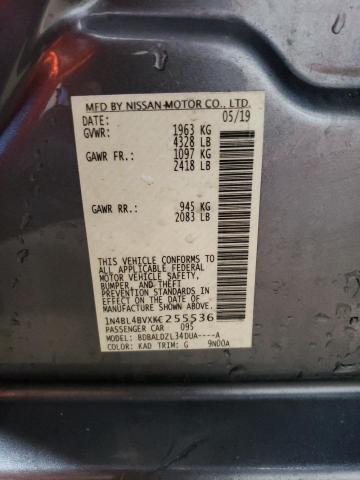 MFD BY NISSAN MOTOR CO., LTD.
DATE: 05/19
GVWR: 1963 KG
4328 LB
GAWR FR.: 1097 KG
2418 LB
GAWR RR.: 945 KG
2083 LB
THIS VEHICLE CONFORMS TO
ALL APPLICABLE FEDERAL
MOTOR VEHICLE SAFETY,
BUMPER, AND THEFT
PREVENTION STANDARDS IN
EFFECT ON THE DATE OF
MANUFACTURE SHOWN ABOVE.
1N4BL4BVXKC255536
PASSENGER CAR 095
MODEL: BDBALDZL34DUA----A
COLOR: KAD TRIM: G 9N00A